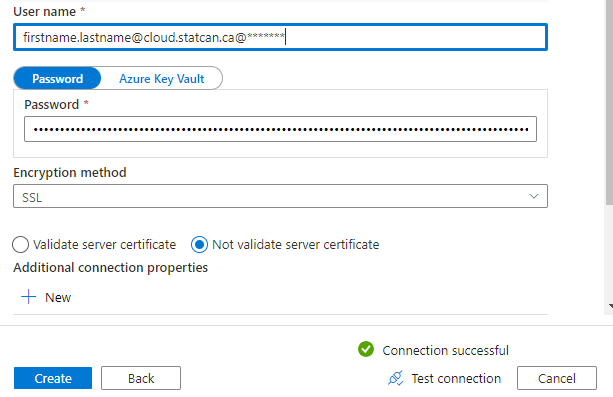 User name *
firstname.lastname@cloud.statcan.ca@*******
Password
Azure Key Vault
Password *
Encryption method
SSL
Validate server certificate
Not validate server certificate
Additional connection properties
New
Connection successful
Create
Back
Test connection
Cancel